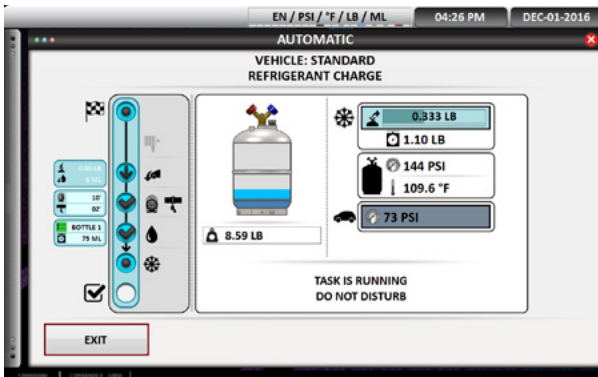 EN / PSI / °F / LB / ML
04:26 PM
DEC-01-2016
AUTOMATIC
VEHICLE: STANDARD
REFRIGERANT CHARGE
0.333 LB
1.10 LB
144 PSI
109.6 °F
73 PSI
10'
02'
BOTTLE 1
75 ML
8.59 LB
TASK IS RUNNING
DO NOT DISTURB
EXIT